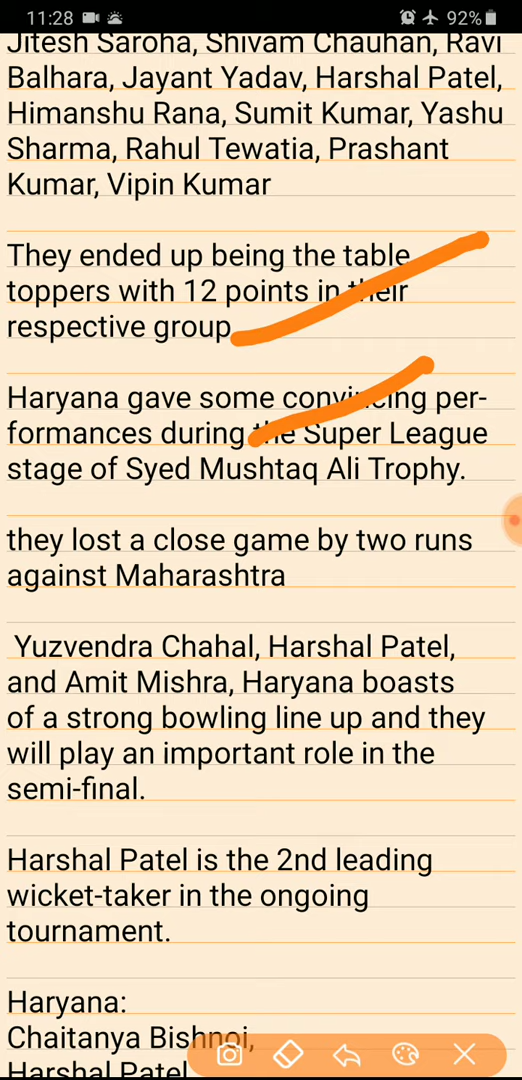 11:28
92%
Jitesh Saroha, Shivam Chauhan, Ravi
Balhara, Jayant Yadav, Harshal Patel,
Himanshu Rana, Sumit Kumar, Yashu
Sharma, Rahul Tewatia, Prashant
Kumar, Vipin Kumar
They ended up being the table
toppers with 12 points in their
respective group
Haryana gave some convincing per-
formances during the Super League
stage of Syed Mushtaq Ali Trophy.
they lost a close game by two runs
against Maharashtra
Yuzvendra Chahal, Harshal Patel,
and Amit Mishra, Haryana boasts
of a strong bowling line up and they
will play an important role in the
semi-final.
Harshal Patel is the 2nd leading
wicket-taker in the ongoing
tournament.
Haryana:
Chaitanya Bishnoi,
Harshal Patel